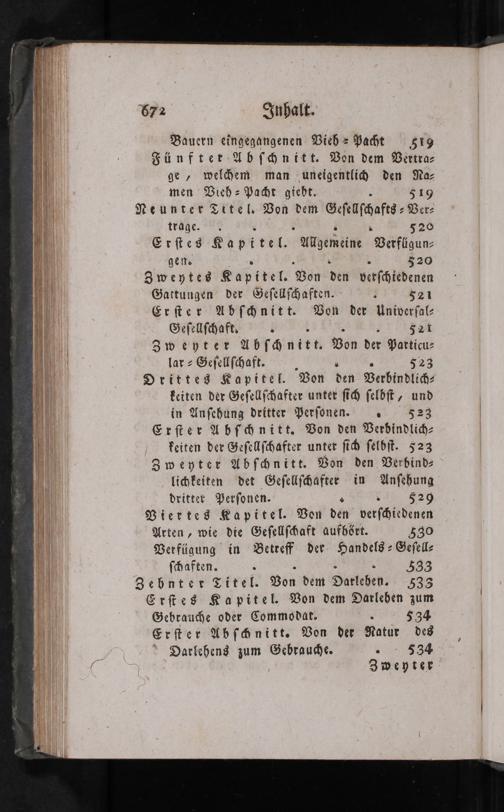 672 Inhalt.
Bauern eingegangenen Vieh-Pacht 519
Fünfter Abschnitt. Von dem Vertra-
ge, welchem man uneigentlich den Na-
men Vieh-Pacht giebt. . 519
Neunter Titel. Von dem Gesellschafts-Ver-
trage. . . . . . 520
Erstes Kapitel. Allgemeine Verfügun-
gen. . . . . 520
Zweytes Kapitel. Von den verschiedenen
Gattungen der Gesellschaften. . 521
Erster Abschnitt. Von der Universal-
Gesellschaft. . . . . 521
Zweyter Abschnitt. Von der Particu-
lar-Gesellschaft. . . . 523
Drittes Kapitel. Von den Verbindlich-
keiten der Gesellschafter unter sich selbst, und
in Ansehung dritter Personen. . 523
Erster Abschnitt. Von den Verbindlich-
keiten der Gesellschafter unter sich selbst. 523
Zweyter Abschnitt. Von den Verbind-
lichkeiten det Gesellschafter in Ansehung
dritter Personen. . . 529
Viertes Kapitel. Von den verschiedenen
Arten, wie die Gesellschaft aufhört. 530
Verfügung in Betreff der Handels-Gesell-
schaften. . . . . 533
Zehnter Titel. Von dem Darlehen. 533
Erstes Kapitel. Von dem Darlehen zum
Gebrauche oder Commodat. . 534
Erster Abschnitt. Von der Natur des
Darlehens zum Gebrauche. . 534
Zweyter